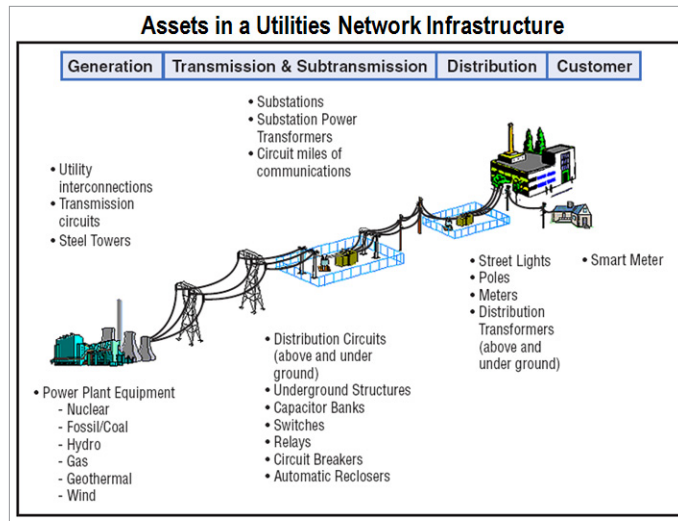 Assets in a Utilities Network Infrastructure
Generation
Transmission & Subtransmission
Distribution
Customer
• Substations
• Substation Power
Transformers
• Circuit miles of
communications
• Utility
interconnections
• Transmission
circuits
• Steel Towers
• Street Lights
• Poles
• Meters
• Distribution
Transformers
(above and
under ground)
• Smart Meter
• Distribution Circuits
(above and under
ground)
• Underground Structures
• Capacitor Banks
• Switches
• Relays
• Circuit Breakers
• Automatic Reclosers
• Power Plant Equipment
- Nuclear
- Fossil/Coal
- Hydro
- Gas
- Geothermal
- Wind